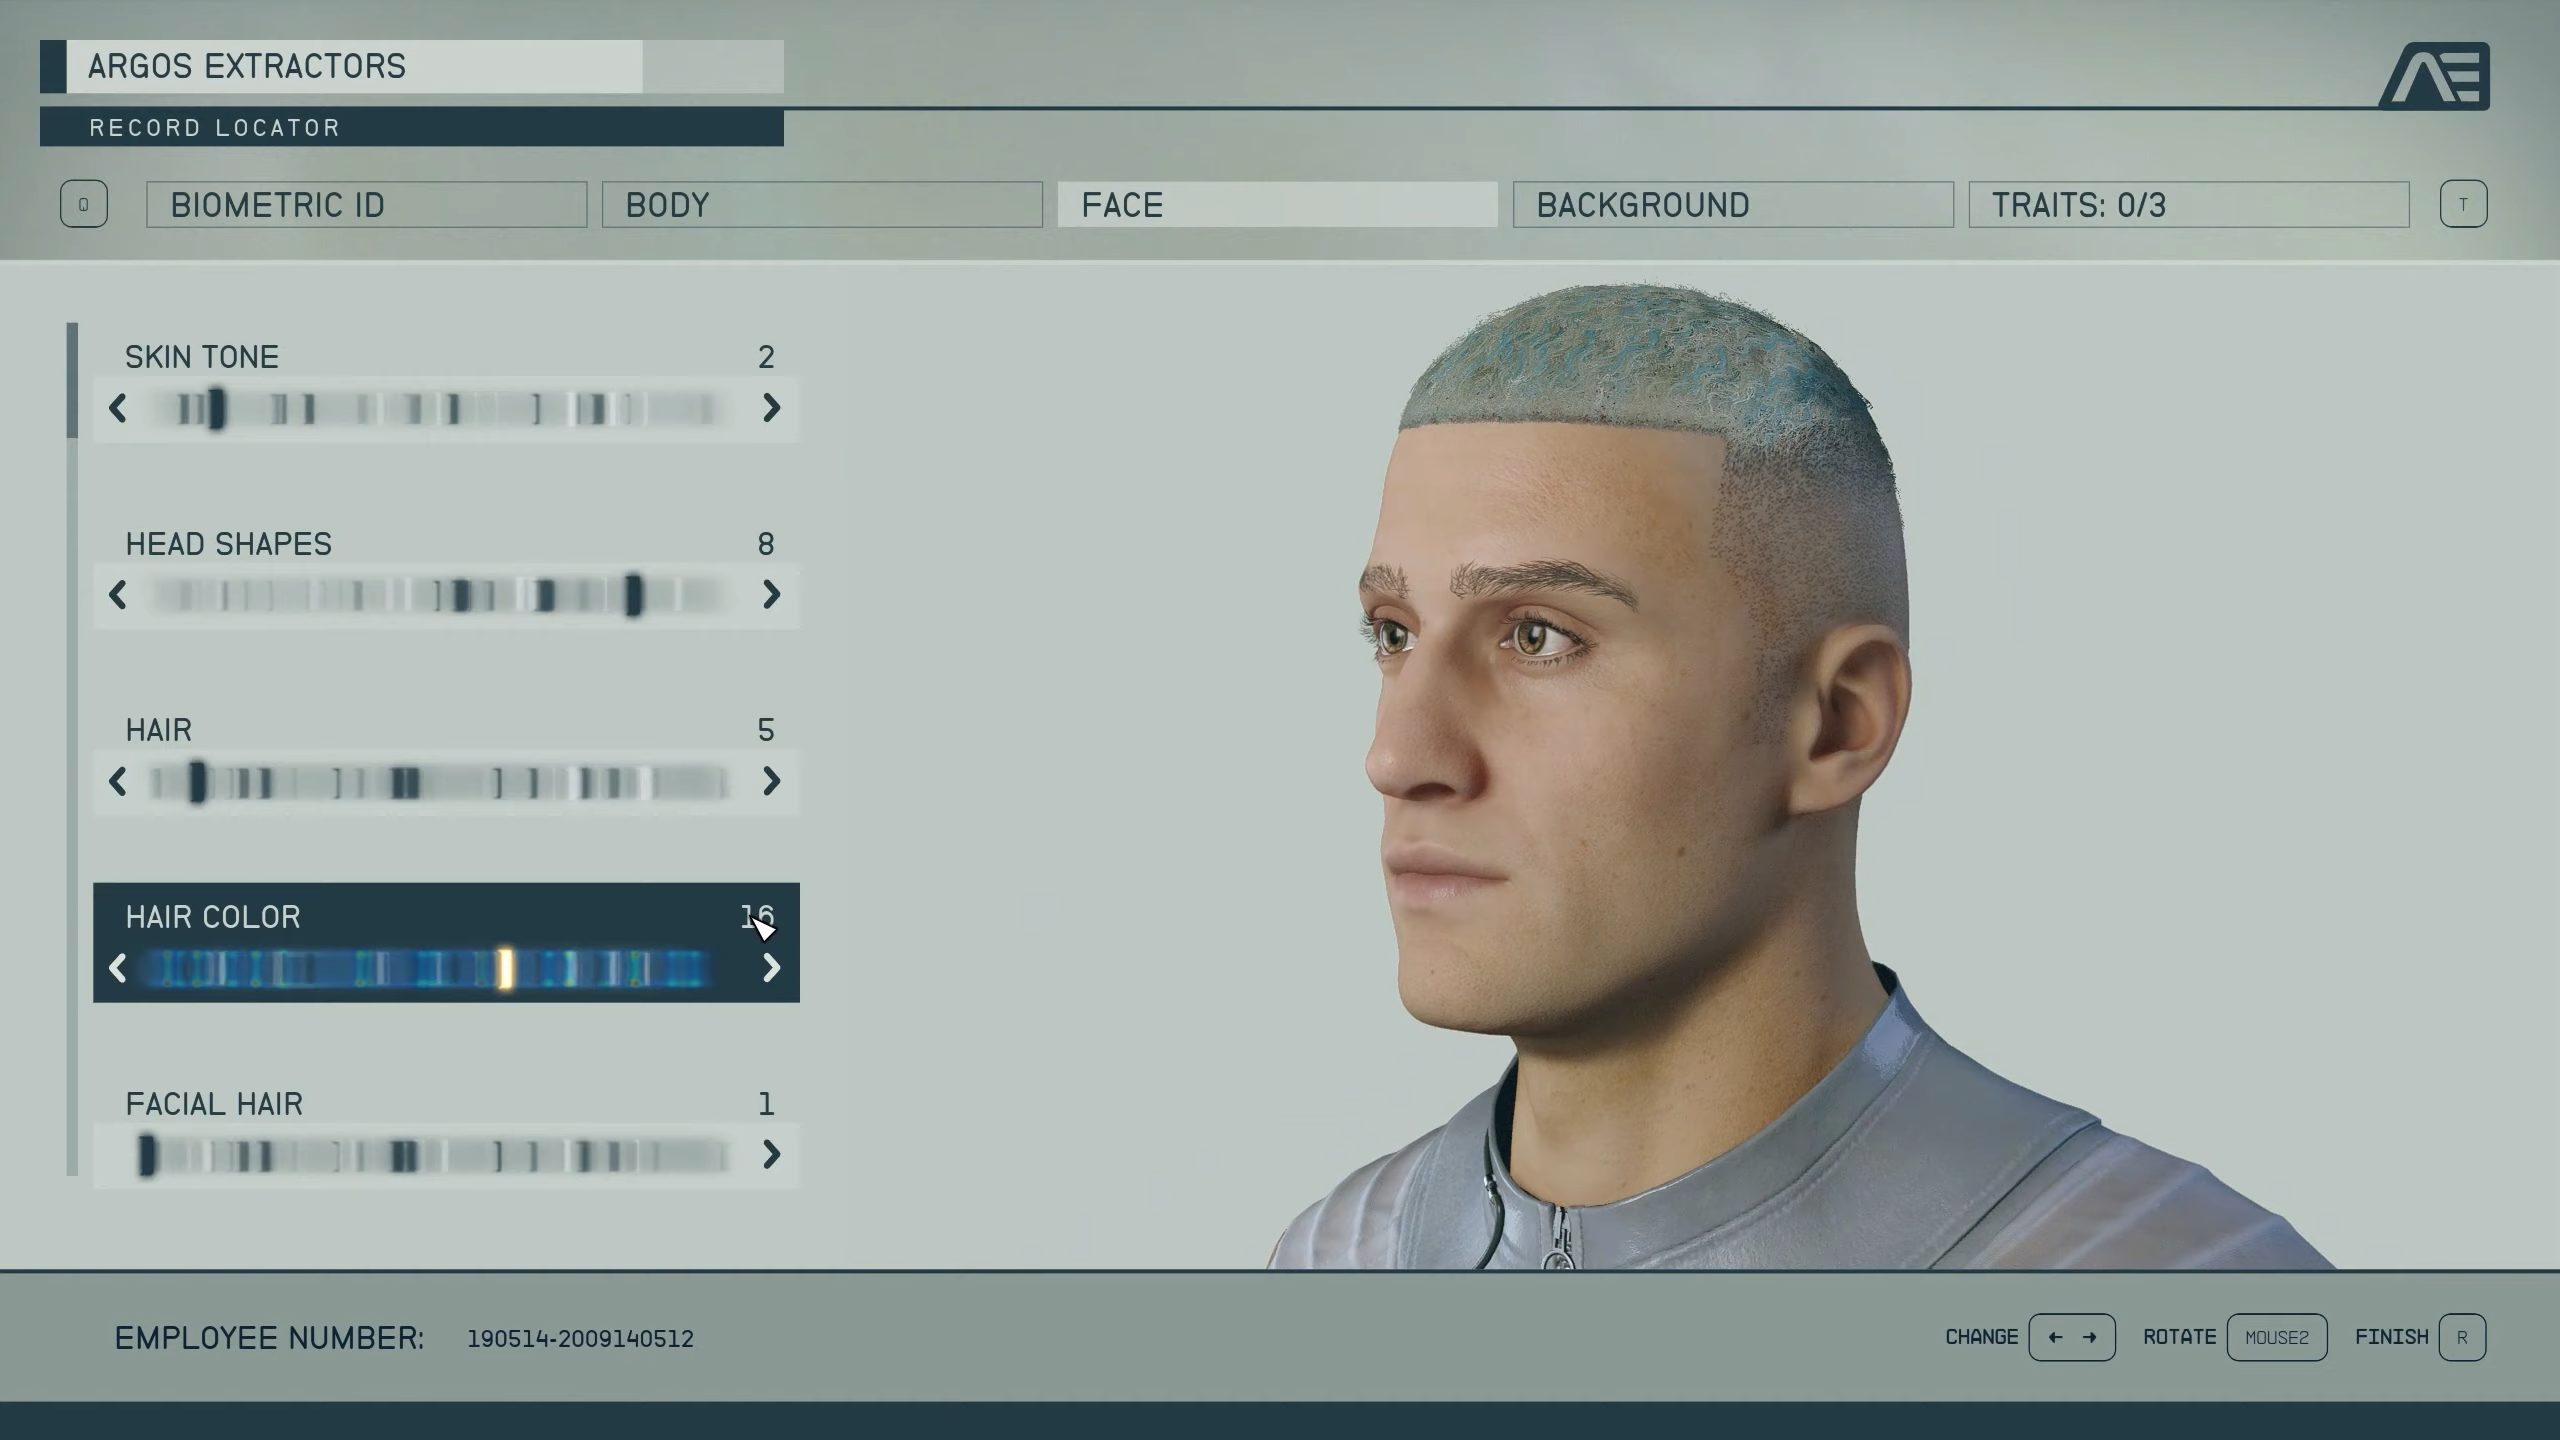 ARGOS EXTRACTORS
AE
RECORD LOCATOR
Q BIOMETRIC ID BODY FACE BACKGROUND TRAITS: 0/3 T
SKIN TONE 2
HEAD SHAPES 8
HAIR 5
HAIR COLOR 16
FACIAL HAIR 1
EMPLOYEE NUMBER: 190514-2009140512 CHANGE ← → ROTATE MOUSE2 FINISH R